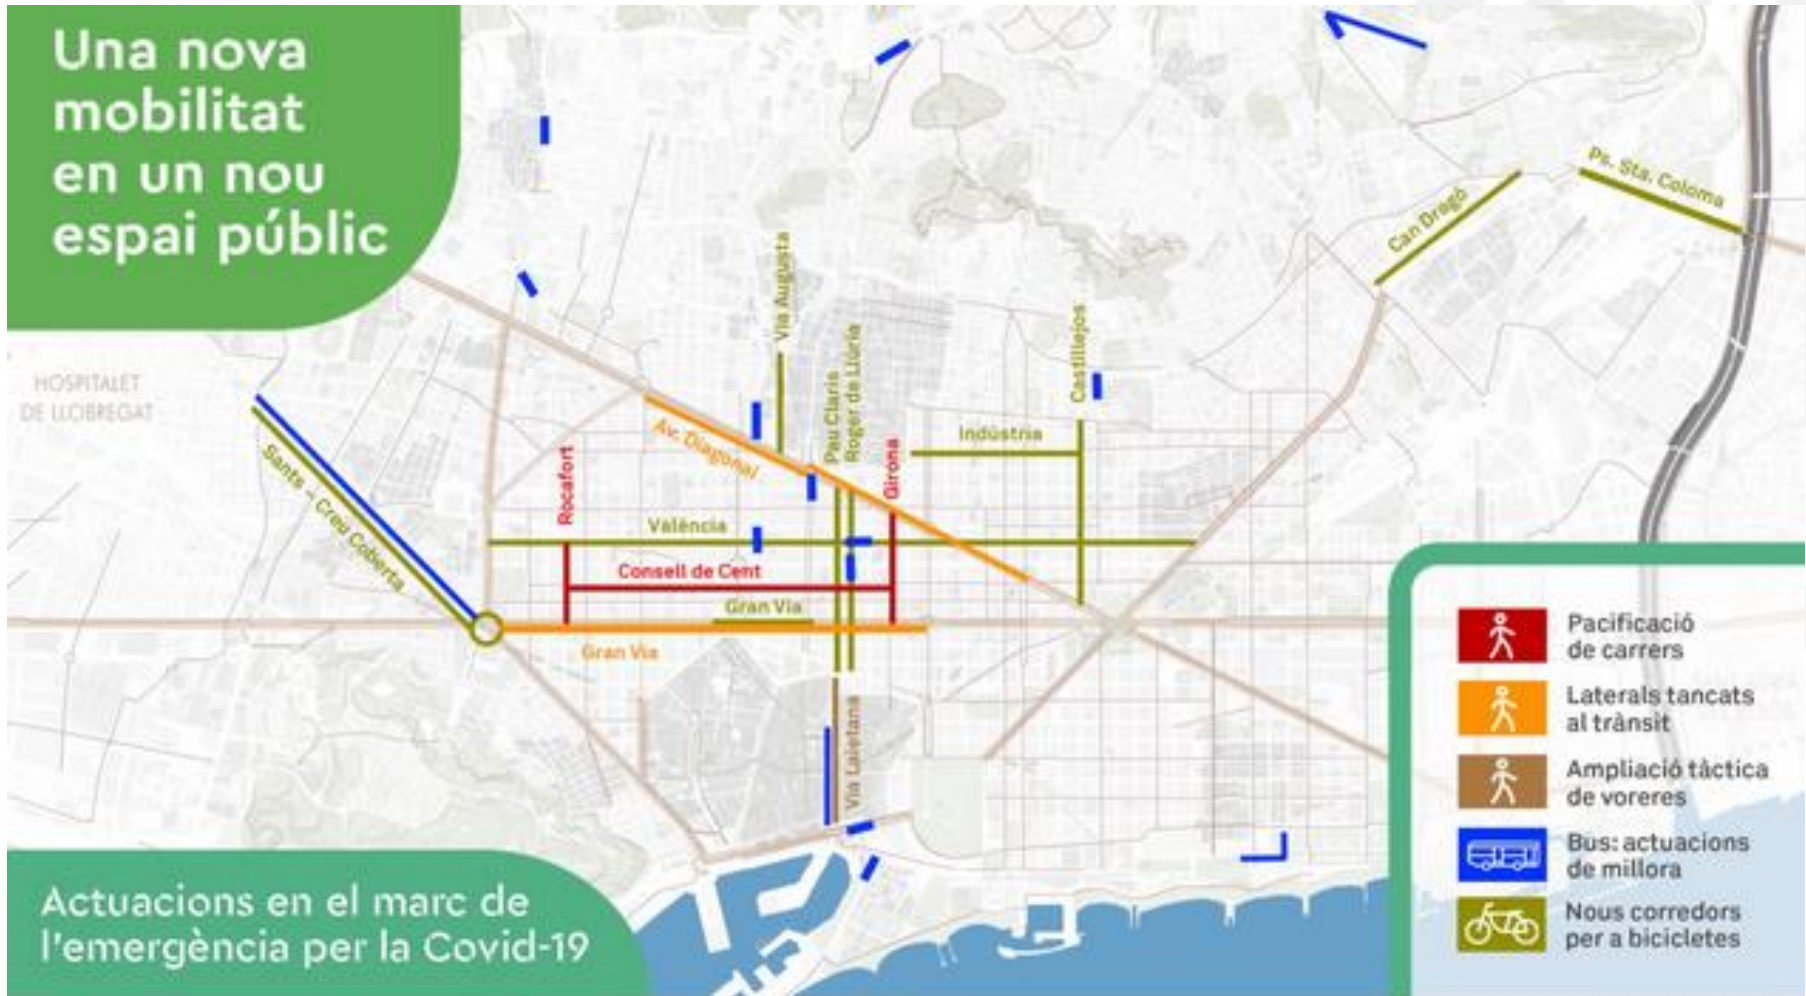 Una nova
mobilitat
en un nou
espai públic
Ps. Sta. Coloma
Can Dragó
Via Augusta
Castillejos
Pau Claris
Roger de Llúria
HOSPITALET
DE LLOBREGAT
Av. Diagonal
Indústria
Girona
Rocafort
Sants – Creu Coberta
València
Consell de Cent
Gran Via
Gran Via
Via Laietana
Pacificació
de carrers
Laterals tancats
al trànsit
Ampliació tàctica
de voreres
Bus: actuacions
de millora
Nous corredors
per a bicicletes
Actuacions en el marc de
l'emergència per la Covid-19